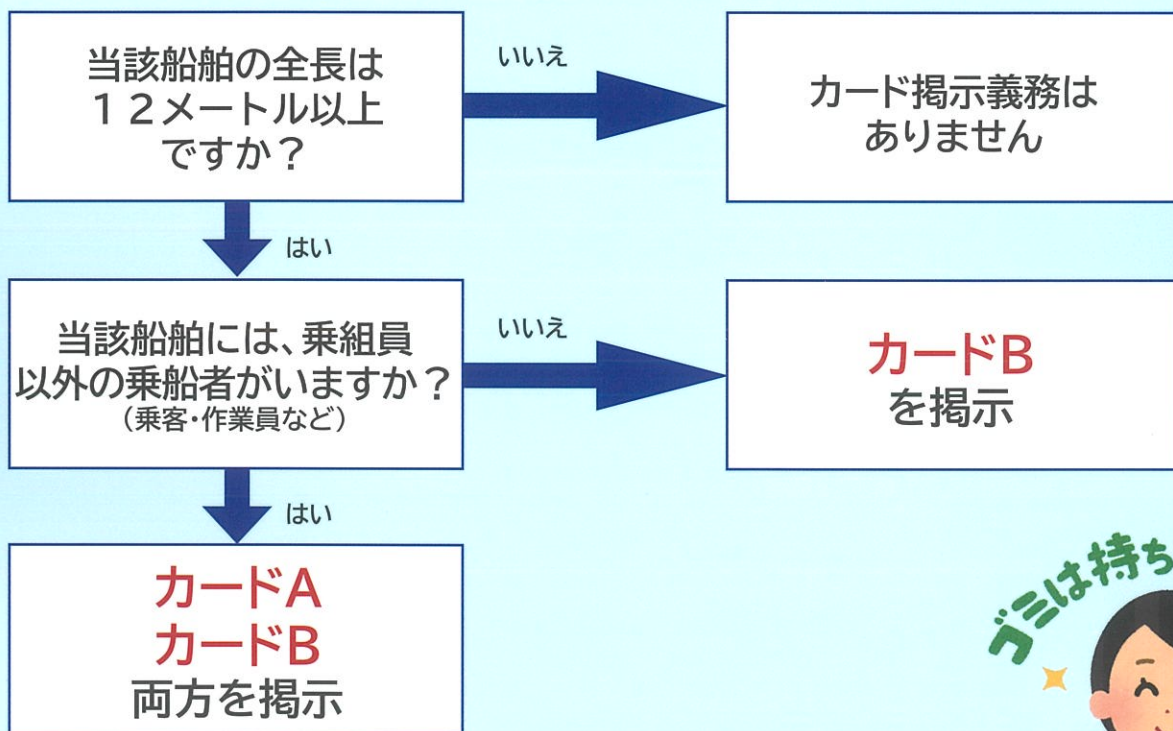 当該船舶の全長は
12メートル以上
ですか?
いいえ
カード掲示義務は
ありません
はい
当該船舶には、乗組員
以外の乗船者がいますか?
(乗客・作業員など)
いいえ
カードB
を掲示
はい
カードA
カードB
両方を掲示
ゴミは持ち